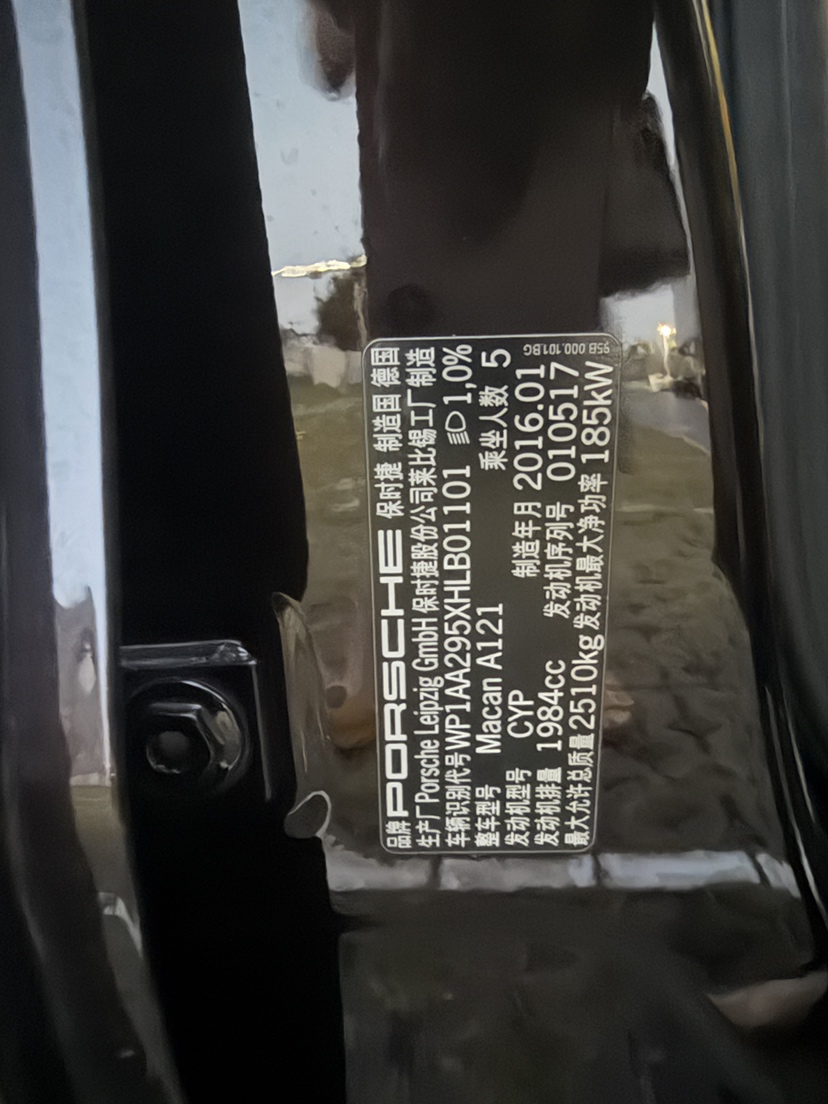 品牌 PORSCHE 保时捷 制造国 德国
生产厂 Porsche Leipzig GmbH 保时捷股份公司莱比锡工厂制造
车辆识别代号 WP1AA295XHLB01101 1,0%
整车型号 Macan A121 乘坐人数 5
发动机型号 CYP 制造年月 2016.01
发动机排量 1984cc 发动机序列号 010517
最大允许总质量 2510kg 发动机最大净功率 185kW
95B.000.101.BG